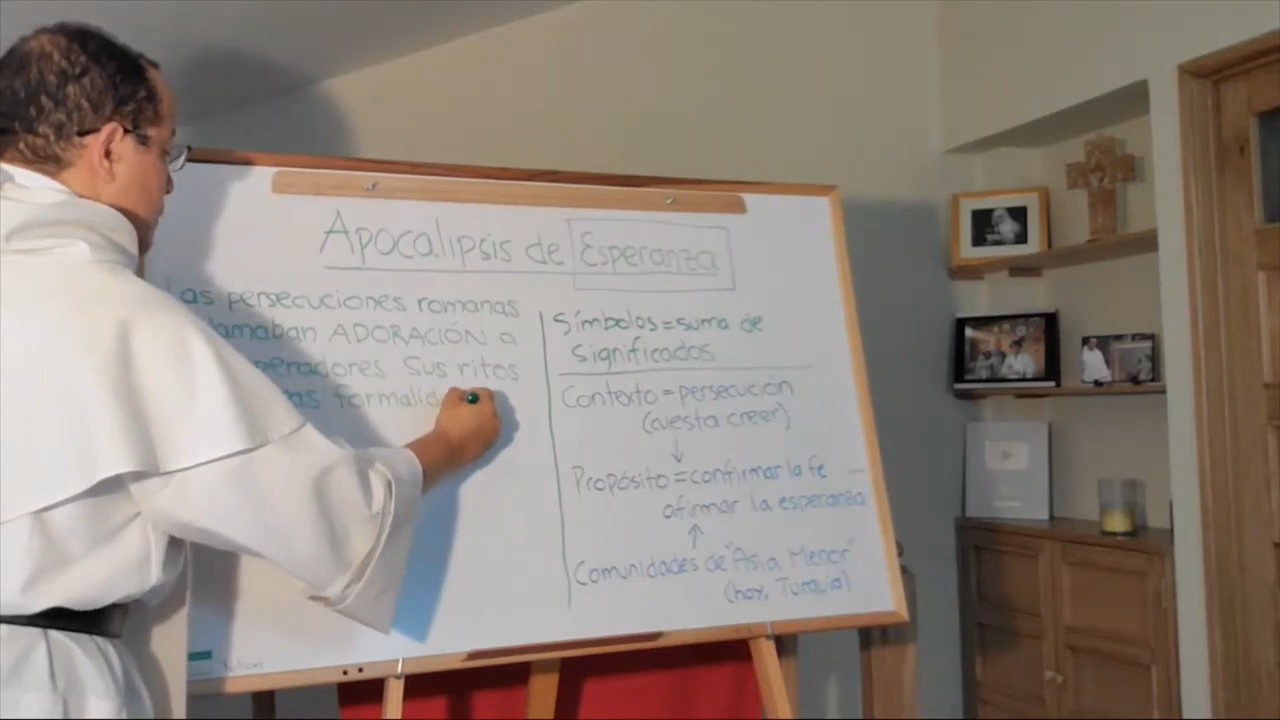 Apocalipsis de Esperanza
as persecuciones romanas
lamaban ADORACIÓN a
peradores. Sus ritos
as formalid
Símbolos = suma de
significados
Contexto = persecución
(cuesta creer)
↓
Propósito = confirmar la fe
afirmar la esperanza
↑
Comunidades de "Asia Menor"
(hoy, Turquía)